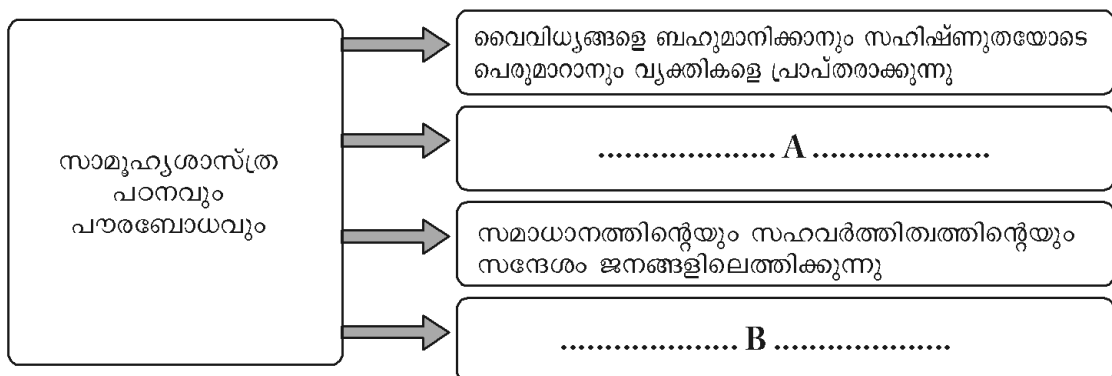 സാമൂഹ്യശാസ്ത്ര
പഠനവും
പൗരബോധവും
വൈവിധ്യങ്ങളെ ബഹുമാനിക്കാനും സഹിഷ്ണുതയോടെ
പെരുമാറാനും വ്യക്തികളെ പ്രാപ്തരാക്കുന്നു
.................... A ....................
സമാധാനത്തിന്റെയും സഹവർത്തിത്വത്തിന്റെയും
സന്ദേശം ജനങ്ങളിലെത്തിക്കുന്നു
.................... B ....................